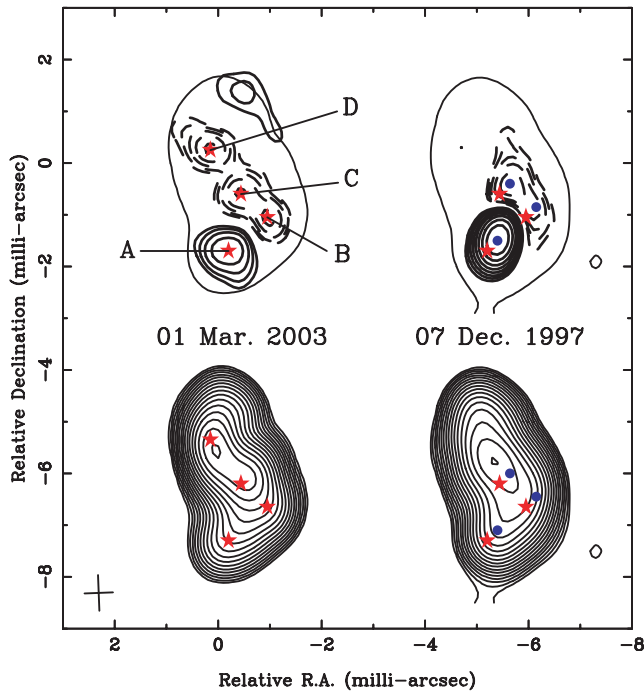 2
0
-2
-4
-6
-8
Relative Declination (milli-arcsec)
D
C
A
B
01 Mar. 2003
07 Dec. 1997
2
0
-2
-4
-6
-8
Relative R.A. (milli-arcsec)